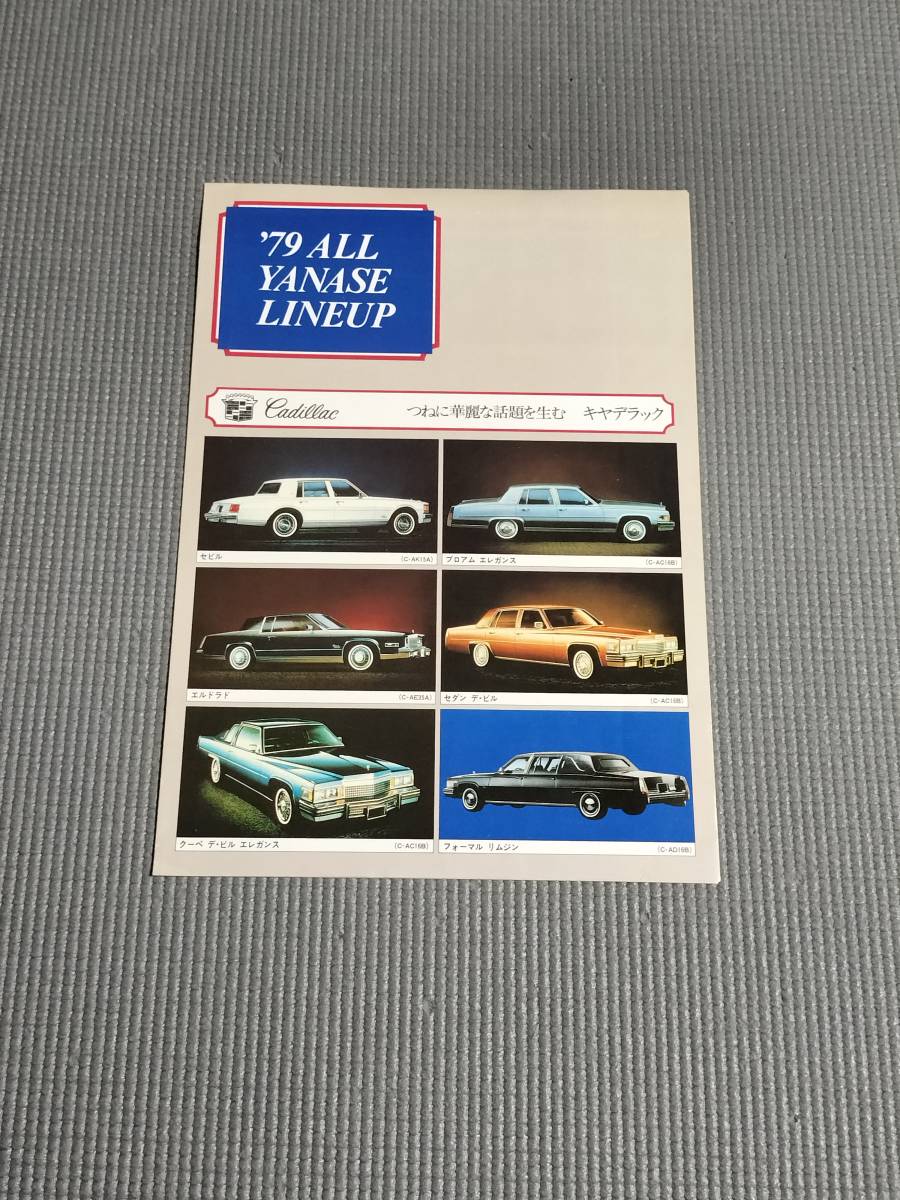 '79 ALL
YANASE
LINEUP
Cadillac つねに華麗な話題を生む キヤデラック
セビル (C-AK15A)
ブロアム エレガンス (C-AC16B)
エルドラド (C-AE35A)
セダン デ・ビル (C-AC16B)
クーペ デ・ビル エレガンス (C-AC16B)
フォーマル リムジン (C-AD16B)